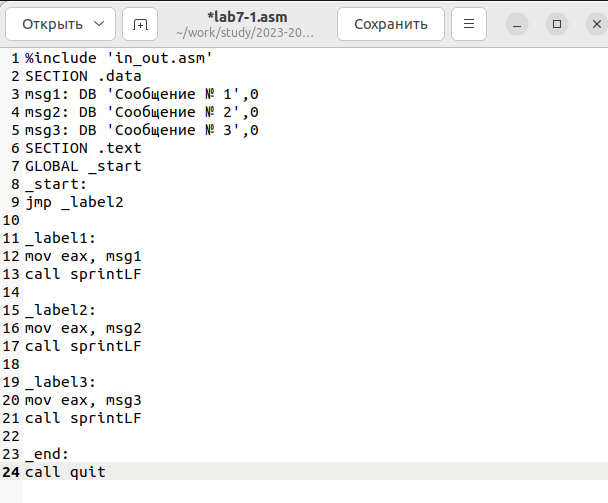 Открыть
*lab7-1.asm
~/work/study/2023-20...
Сохранить
1 %include 'in_out.asm'
2 SECTION .data
3 msg1: DB 'Сообщение № 1',0
4 msg2: DB 'Сообщение № 2',0
5 msg3: DB 'Сообщение № 3',0
6 SECTION .text
7 GLOBAL _start
8 _start:
9 jmp _label2
10
11 _label1:
12 mov eax, msg1
13 call sprintLF
14
15 _label2:
16 mov eax, msg2
17 call sprintLF
18
19 _label3:
20 mov eax, msg3
21 call sprintLF
22
23 _end:
24 call quit